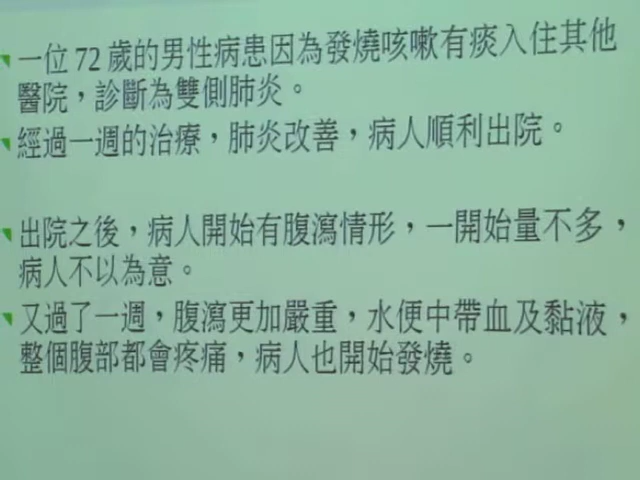 一位 72 歲的男性病患因為發燒咳嗽有痰入住其他
醫院，診斷為雙側肺炎。
經過一週的治療，肺炎改善，病人順利出院。
出院之後，病人開始有腹瀉情形，一開始量不多，
病人不以為意。
又過了一週，腹瀉更加嚴重，水便中帶血及黏液，
整個腹部都會疼痛，病人也開始發燒。